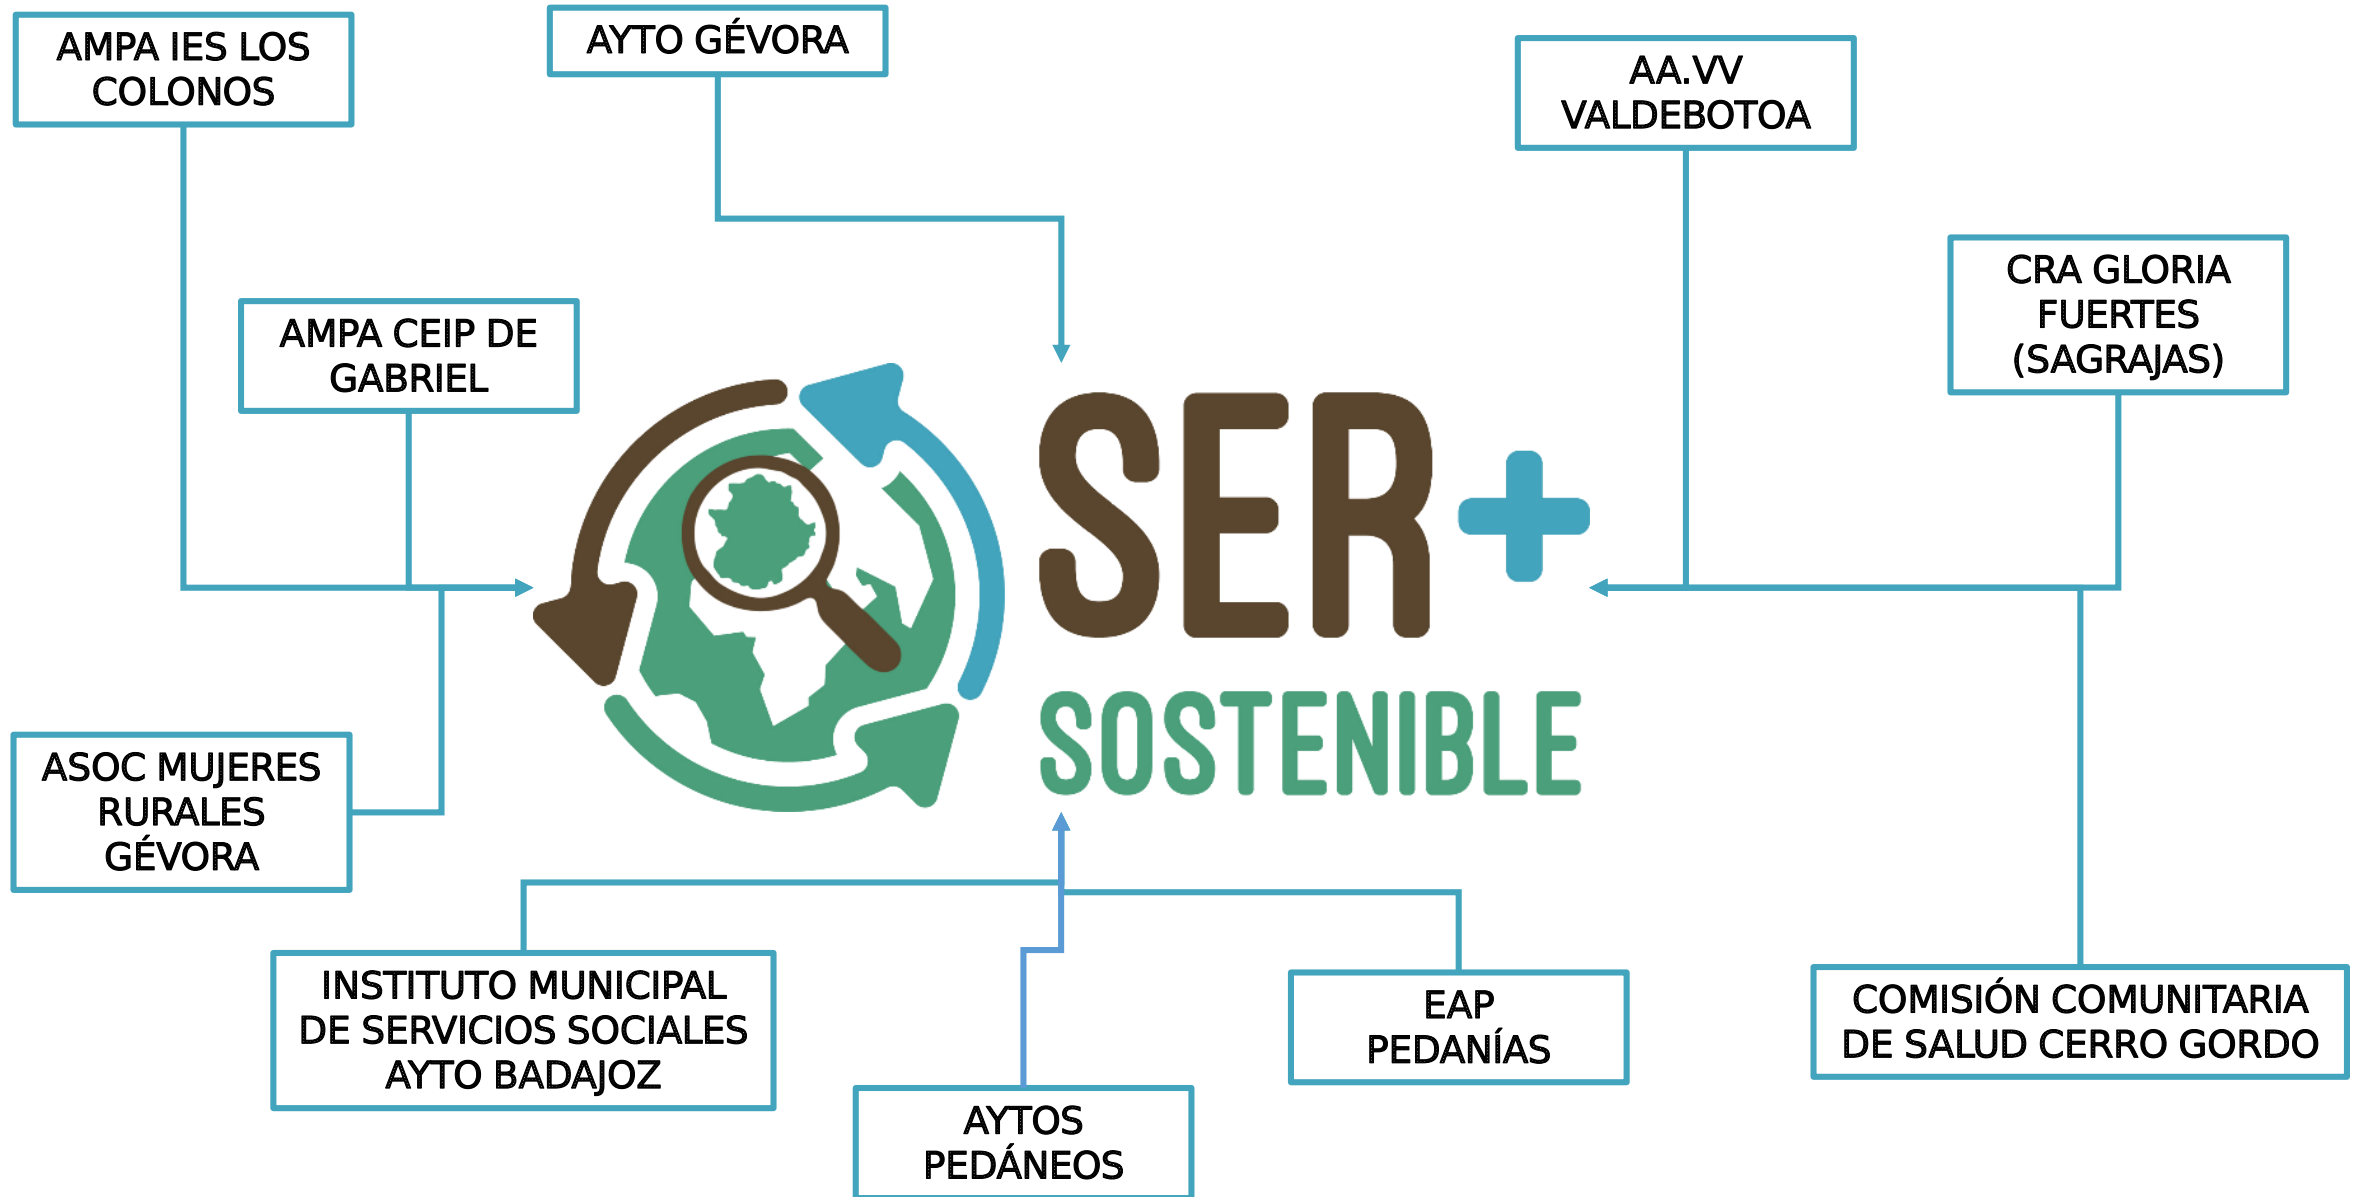 AMPA IES LOS
COLONOS
AYTO GÉVORA
AA.VV
VALDEBOTOA
CRA GLORIA
FUERTES
(SAGRAJAS)
AMPA CEIP DE
GABRIEL
SER+
SOSTENIBLE
ASOC MUJERES
RURALES
GÉVORA
INSTITUTO MUNICIPAL
DE SERVICIOS SOCIALES
AYTO BADAJOZ
AYTOS
PEDÁNEOS
EAP
PEDANÍAS
COMISIÓN COMUNITARIA
DE SALUD CERRO GORDO